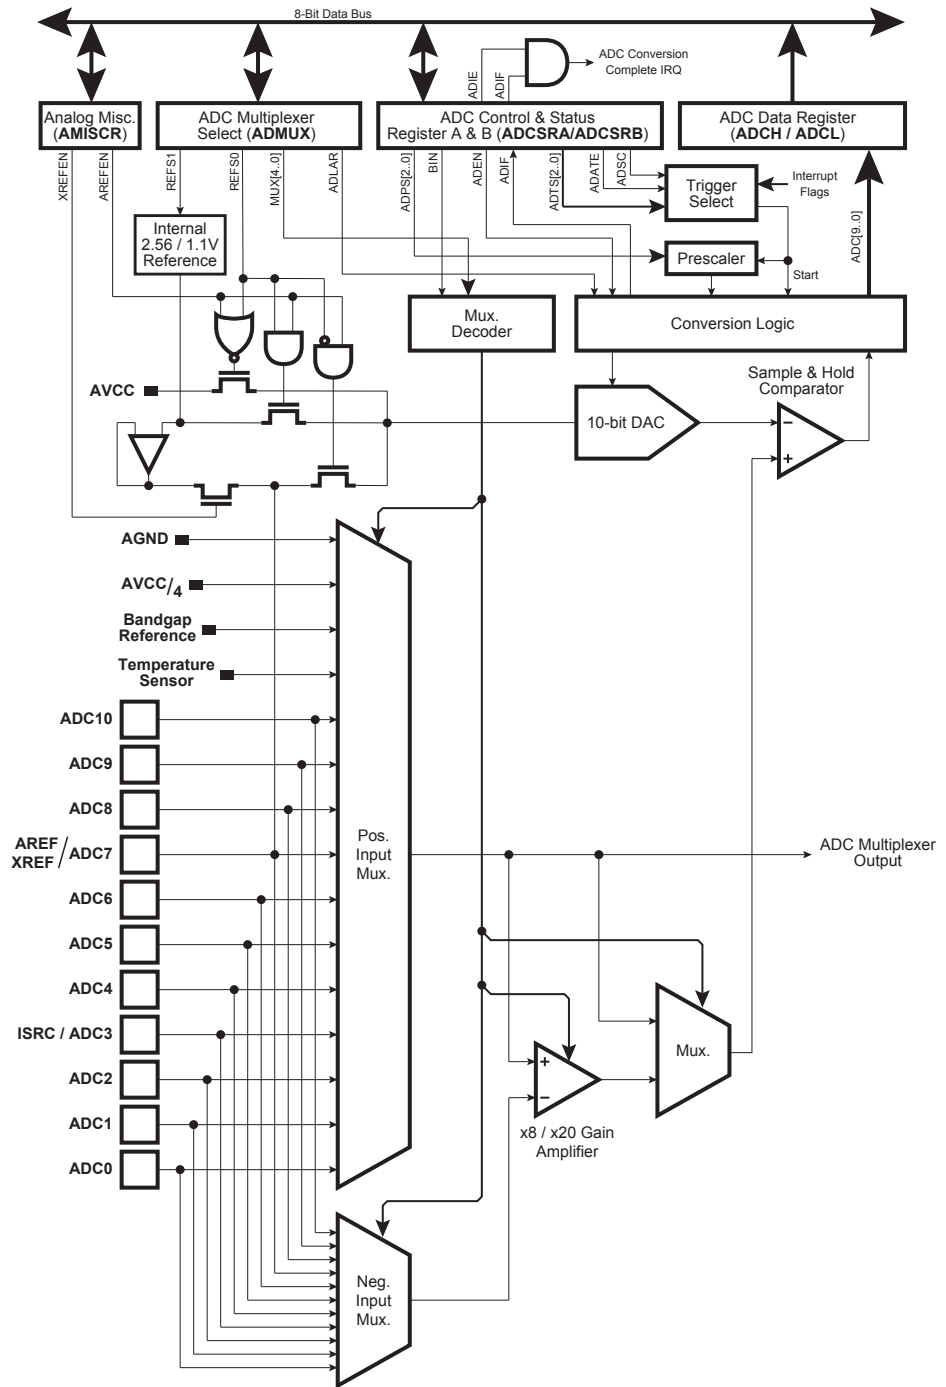 8-Bit Data Bus
ADIE
ADIF
ADC Conversion
Complete IRQ
Analog Misc.
(AMISCR)
ADC Multiplexer
Select (ADMUX)
ADC Control & Status
Register A & B (ADCSRA/ADCSRB)
ADC Data Register
(ADCH / ADCL)
XREFEN
AREFEN
REFS1
REFS0
MUX[4..0]
ADLAR
ADPS[2..0]
BIN
ADEN
ADIF
ADTS[2..0]
ADATE
ADSC
Trigger
Select
Interrupt
Flags
ADC[9..0]
Internal
2.56 / 1.1V
Reference
Prescaler
Start
Mux.
Decoder
Conversion Logic
Sample & Hold
Comparator
AVCC
10-bit DAC
−
+
AGND
AVCC/4
Bandgap
Reference
Temperature
Sensor
ADC10
ADC9
ADC8
AREF
XREF / ADC7
ADC6
ADC5
ADC4
ISRC / ADC3
ADC2
ADC1
ADC0
Pos.
Input
Mux.
ADC Multiplexer
Output
Mux.
+
−
x8 / x20 Gain
Amplifier
Neg.
Input
Mux.